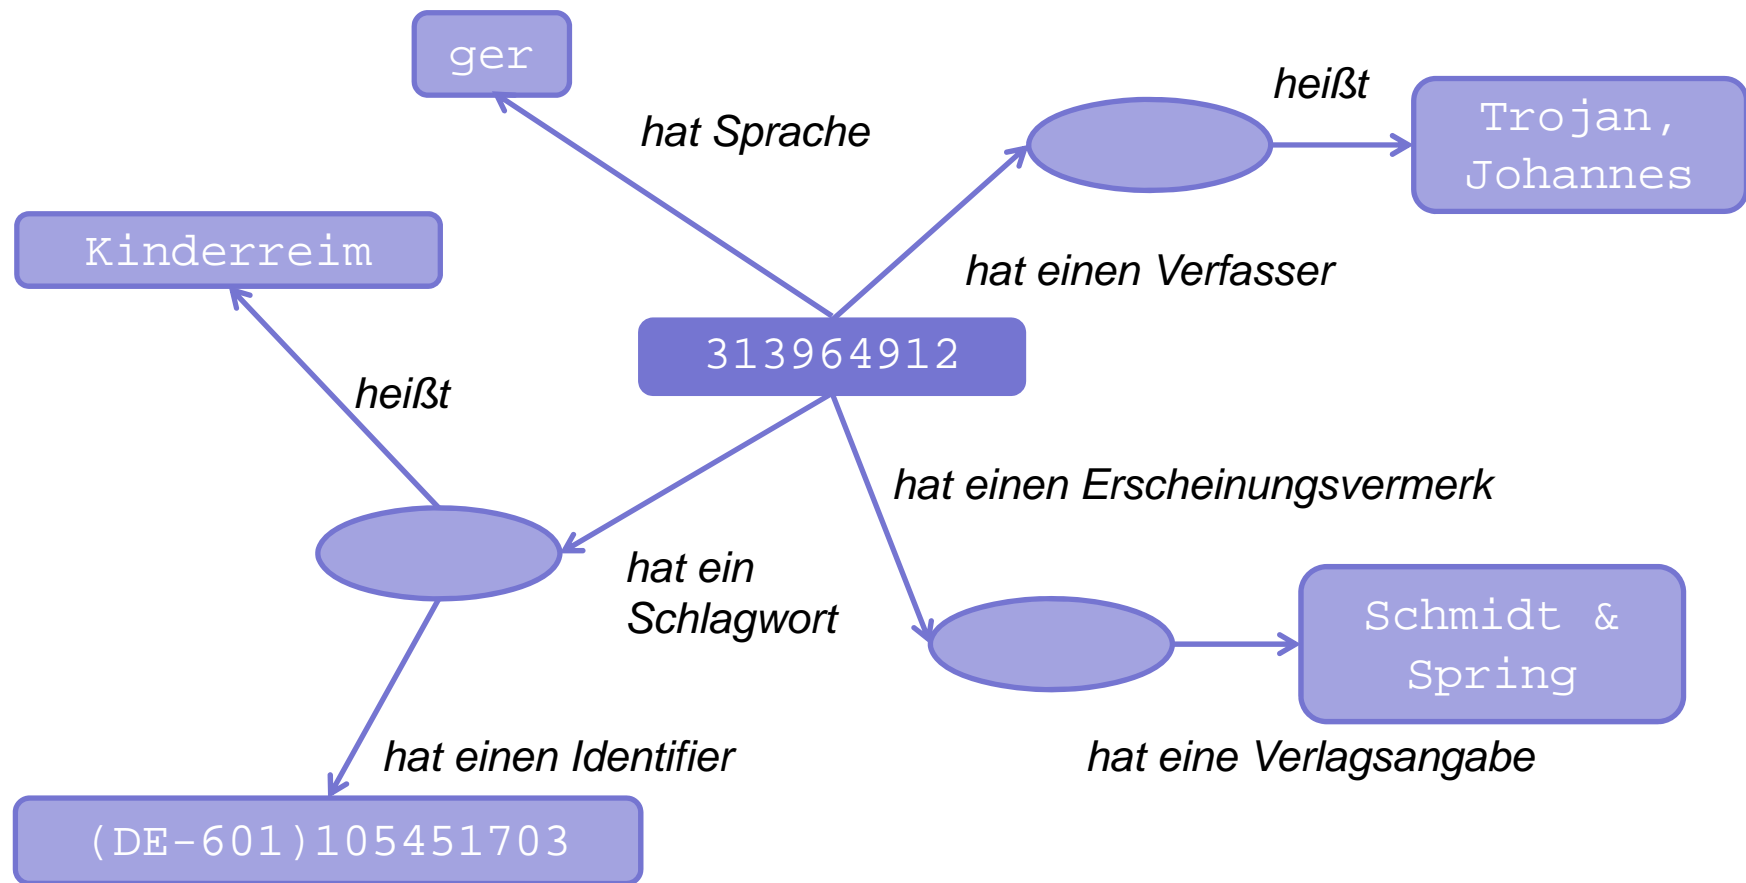 ger
heißt
Trojan,
Johannes
hat Sprache
Kinderreim
hat einen Verfasser
313964912
heißt
hat einen Erscheinungsvermerk
hat ein
Schlagwort
Schmidt &
Spring
hat einen Identifier
hat eine Verlagsangabe
(DE-601)105451703